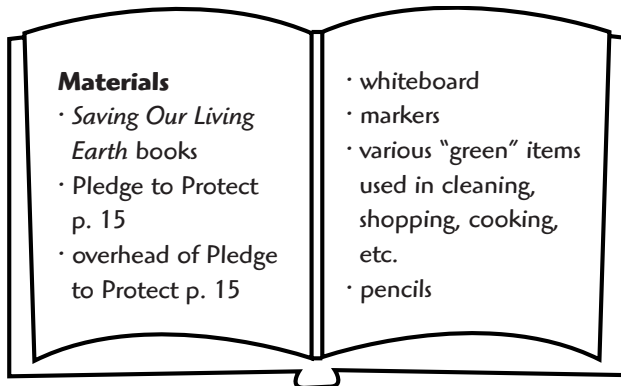 Materials
· Saving Our Living
Earth books
· Pledge to Protect
p. 15
· overhead of Pledge
to Protect p. 15
· whiteboard
· markers
· various “green” items
used in cleaning,
shopping, cooking,
etc.
· pencils